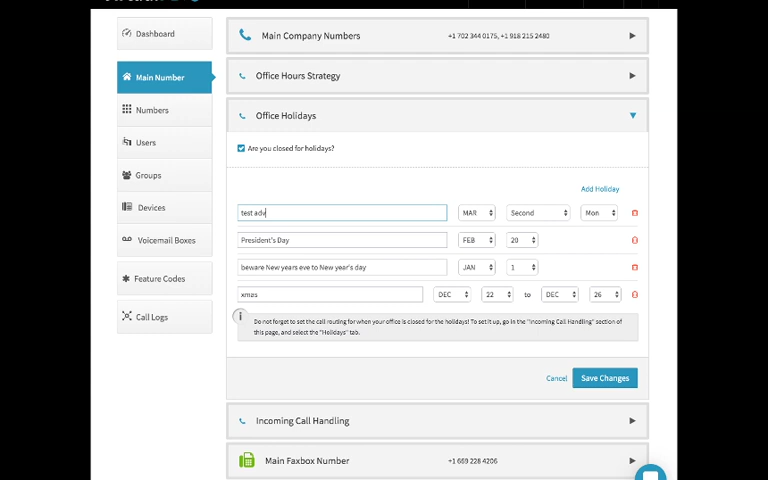 Dashboard
Main Number
Numbers
Users
Groups
Devices
Voicemail Boxes
Feature Codes
Call Logs
Main Company Numbers +1 702 344 0175, +1 918 215 2480
Office Hours Strategy
Office Holidays
Are you closed for holidays?
Add Holiday
test adv MAR Second Mon
President's Day FEB 20
beware New years eve to New year's day JAN 1
xmas DEC 22 to DEC 26
Do not forget to set the call routing for when your office is closed for the holidays! To set it up, go in the "Incoming Call Handling" section of
this page, and select the "Holidays" tab.
Cancel Save Changes
Incoming Call Handling
Main Faxbox Number +1 669 228 4206